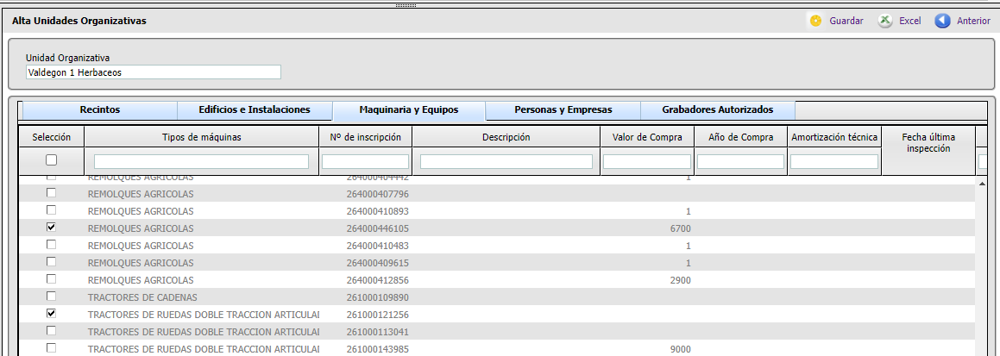 Alta Unidades Organizativas
Guardar Excel Anterior
Unidad Organizativa
Valdegon 1 Herbaceos
Recintos Edificios e Instalaciones Maquinaria y Equipos Personas y Empresas Grabadores Autorizados
Selección Tipos de máquinas Nº de inscripción Descripción Valor de Compra Año de Compra Amortización técnica Fecha última
inspección
REMOLQUES AGRICOLAS 264000404442 1
REMOLQUES AGRICOLAS 264000407796
REMOLQUES AGRICOLAS 264000410893 1
REMOLQUES AGRICOLAS 264000446105 6700
REMOLQUES AGRICOLAS 264000410483 1
REMOLQUES AGRICOLAS 264000409615 1
REMOLQUES AGRICOLAS 264000412856 2900
TRACTORES DE CADENAS 261000109890
TRACTORES DE RUEDAS DOBLE TRACCION ARTICULAI 261000121256
TRACTORES DE RUEDAS DOBLE TRACCION ARTICULAI 261000113041
TRACTORES DE RUEDAS DOBLE TRACCION ARTICULAI 261000143985 9000